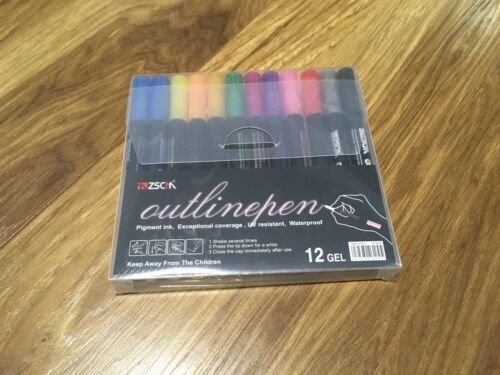 INZSCIK
outlinepen
Pigment ink, Exceptional coverage, UV resistant, Waterproof
1.Shake several times
2.Press the tip down for a while
3.Close the cap immediately after use
Keep Away From The Children
12 GEL